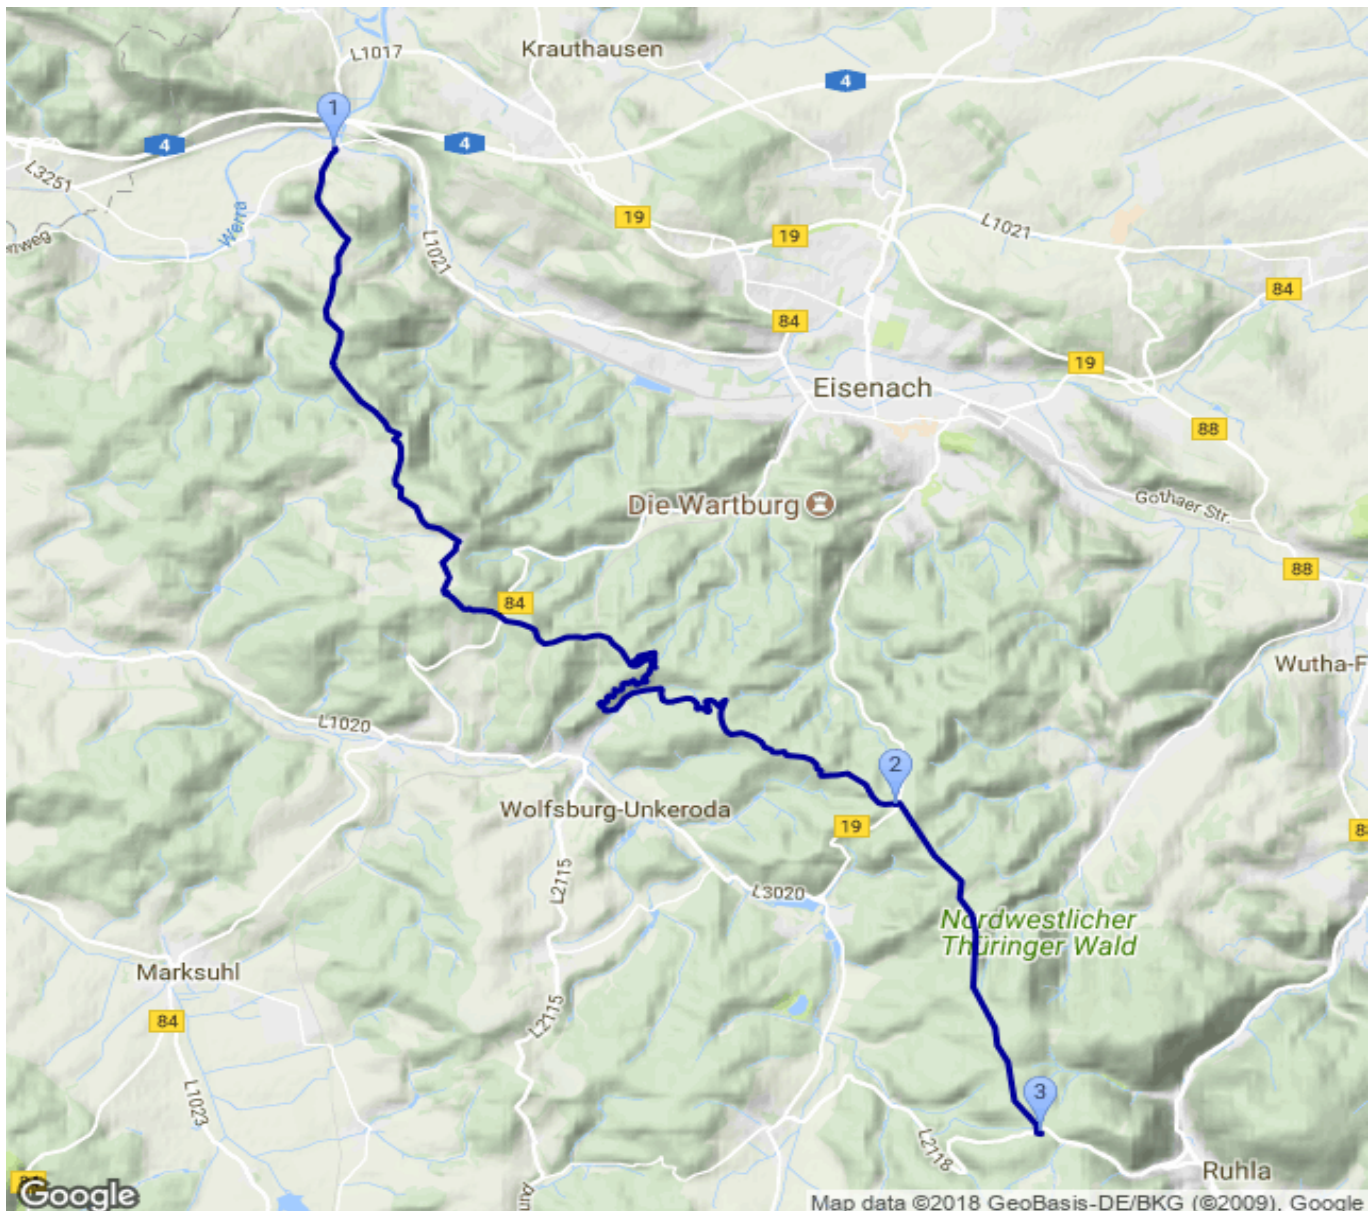 L1017
Krauthausen
1
4
4
4
L3251
enweg
Werra
L1021
19
19
L1021
84
84
19
Eisenach
88
Die Wartburg
Gothaer Str.
88
84
Wutha-F
L1020
2
Wolfsburg-Unkeroda
19
L2115
L3020
Nordwestlicher
Thüringer Wald
Marksuhl
84
L2115
L1023
3
L2118
Ruhla
Google
Map data ©2018 GeoBasis-DE/BKG (©2009), Google